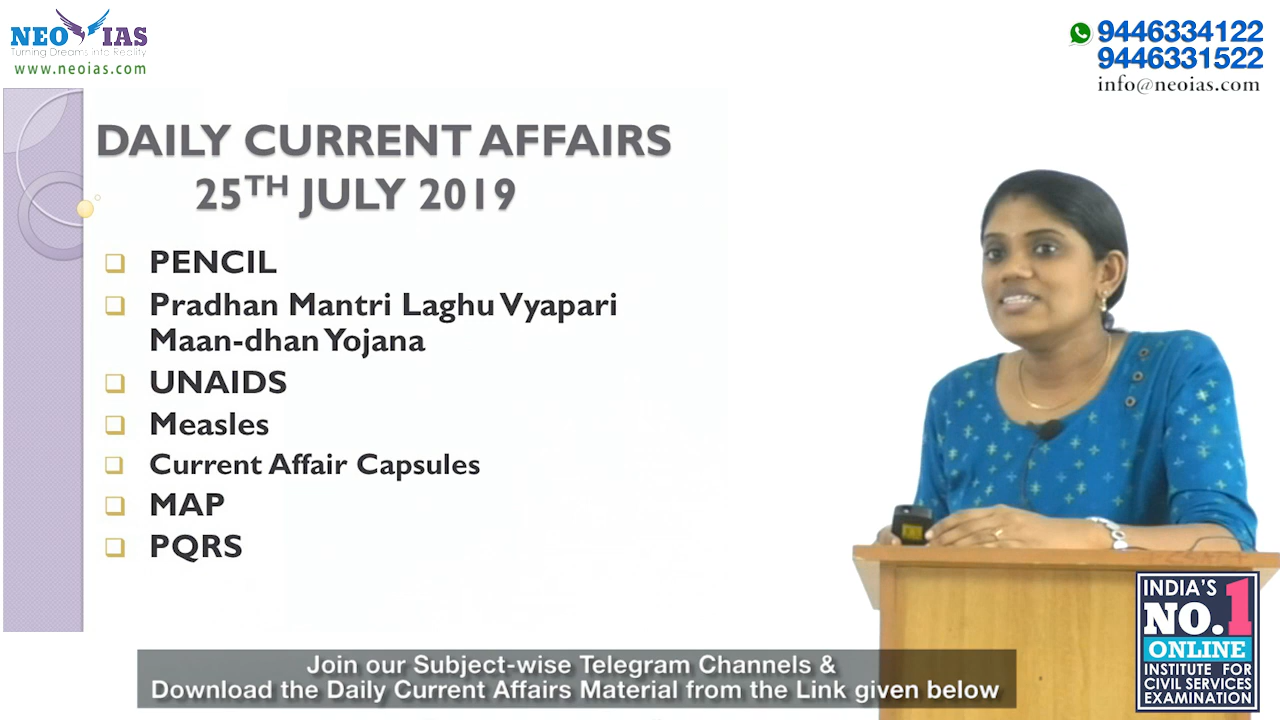 NEO IAS
Turning Dreams into Reality
www.neoias.com
9446334122
9446331522
info@neoias.com
DAILY CURRENT AFFAIRS
25TH JULY 2019
PENCIL
Pradhan Mantri Laghu Vyapari
Maan-dhan Yojana
UNAIDS
Measles
Current Affair Capsules
MAP
PQRS
INDIA'S
NO.1
ONLINE
INSTITUTE FOR
CIVIL SERVICES
EXAMINATION
Join our Subject-wise Telegram Channels &
Download the Daily Current Affairs Material from the Link given below